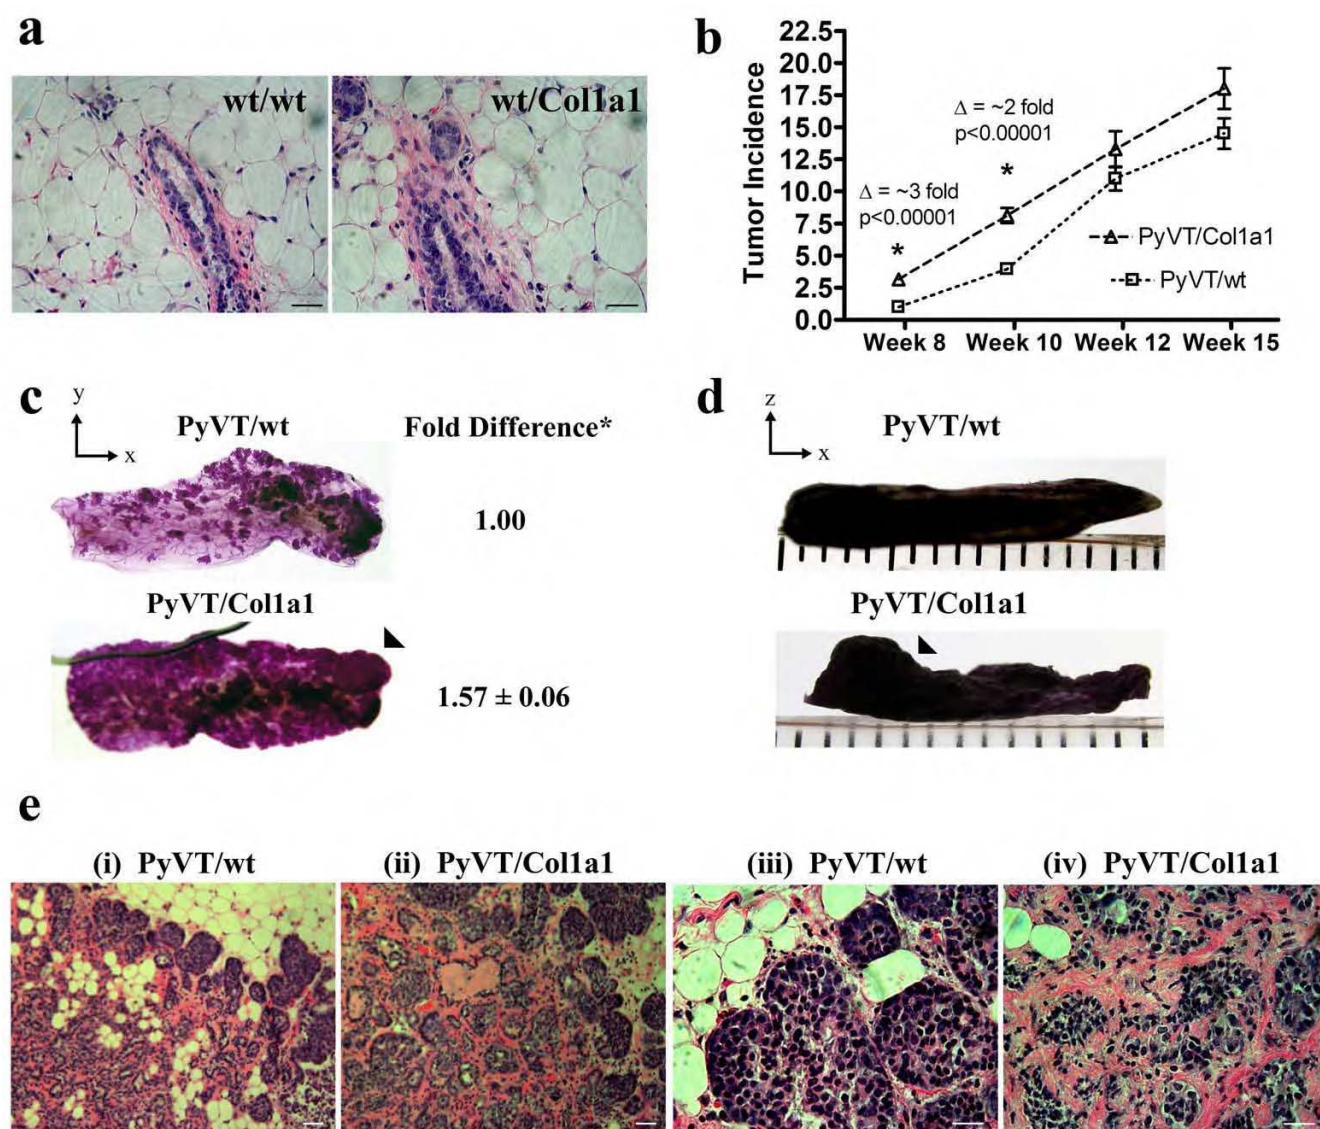 a
wt/wt
wt/Col1a1
b
Tumor Incidence
22.5
20.0
17.5
15.0
12.5
10.0
7.5
5.0
2.5
0.0
Δ = ~3 fold
p<0.00001
*
Δ = ~2 fold
p<0.00001
*
PyVT/Col1a1
PyVT/wt
Week 8 Week 10 Week 12 Week 15
c
y
x
PyVT/wt
Fold Difference*
1.00
PyVT/Col1a1
1.57 ± 0.06
d
z
x
PyVT/wt
PyVT/Col1a1
e
(i) PyVT/wt
(ii) PyVT/Col1a1
(iii) PyVT/wt
(iv) PyVT/Col1a1